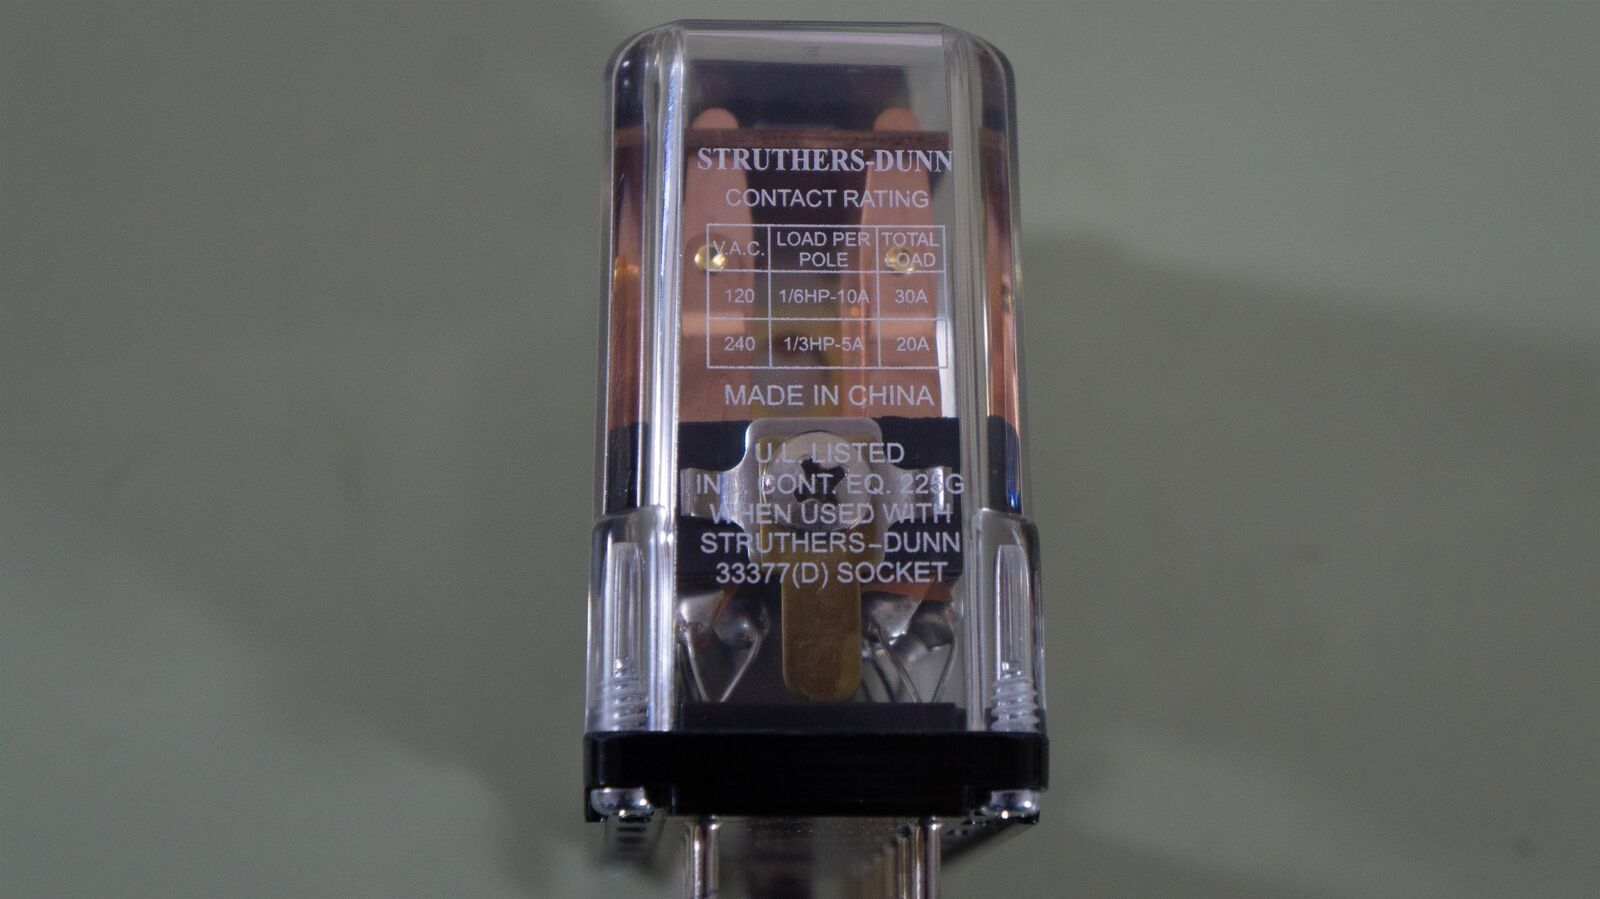 STRUTHERS-DUNN
CONTACT RATING
V.A.C. LOAD PER POLE TOTAL LOAD
120 1/6HP-10A 30A
240 1/3HP-5A 20A
MADE IN CHINA
U.L. LISTED
CONT. EQ. 225G
WHEN USED WITH
STRUTHERS-DUNN
33377(D) SOCKET